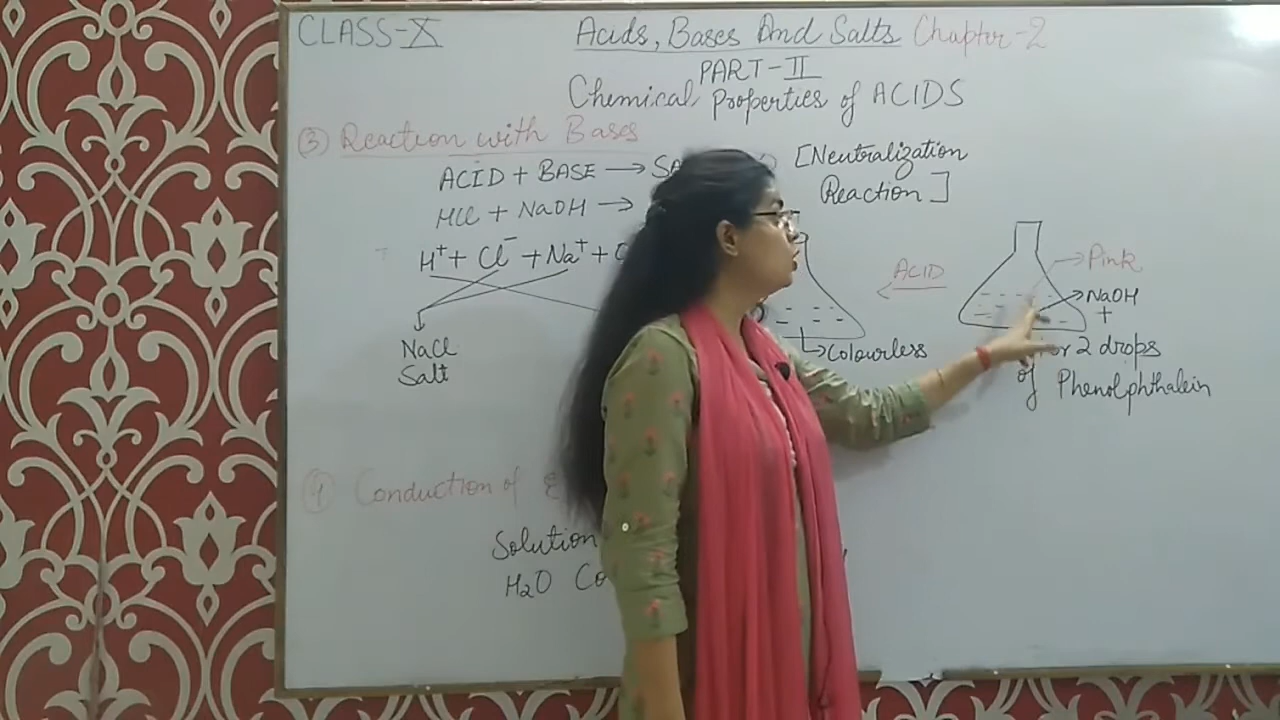 CLASS-X
Acids, Bases And Salts Chapter-2
PART-II
Chemical Properties of ACIDS
③ Reaction with Bases
ACID + BASE →
[Neutralization
Reaction]
HCl + NaOH →
H⁺ + Cl⁻ + Na⁺ +
NaCl
Salt
Colourless
ACID
Pink
NaOH
+
or 2 drops
of Phenolphthalein
④ Conduction of
Solution
H₂O